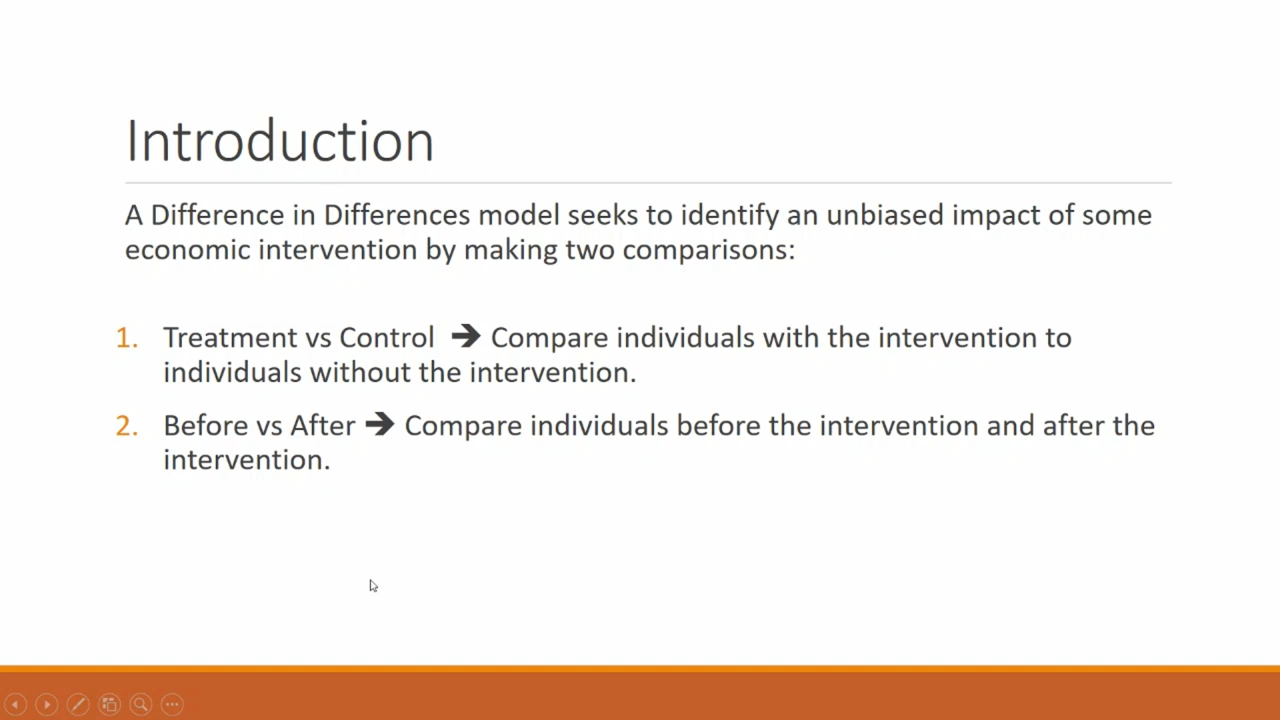 Introduction
A Difference in Differences model seeks to identify an unbiased impact of some
economic intervention by making two comparisons:
1. Treatment vs Control ➔ Compare individuals with the intervention to
individuals without the intervention.
2. Before vs After ➔ Compare individuals before the intervention and after the
intervention.